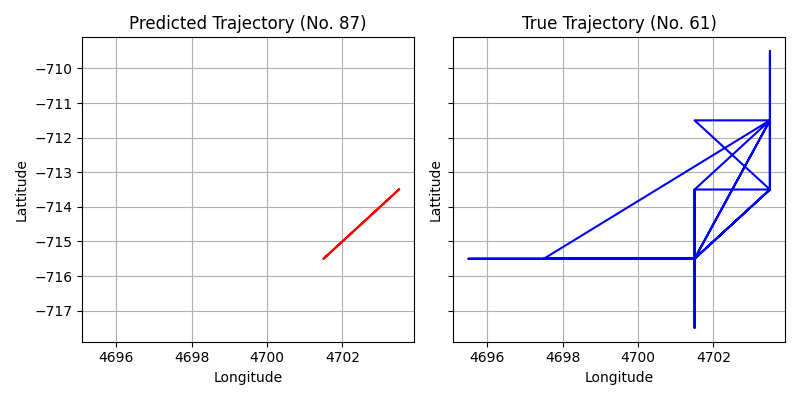 Predicted Trajectory (No. 87)
True Trajectory (No. 61)
−710
−711
−712
−713
−714
−715
−716
−717
Lattitude
Lattitude
4696 4698 4700 4702
4696 4698 4700 4702
Longitude
Longitude